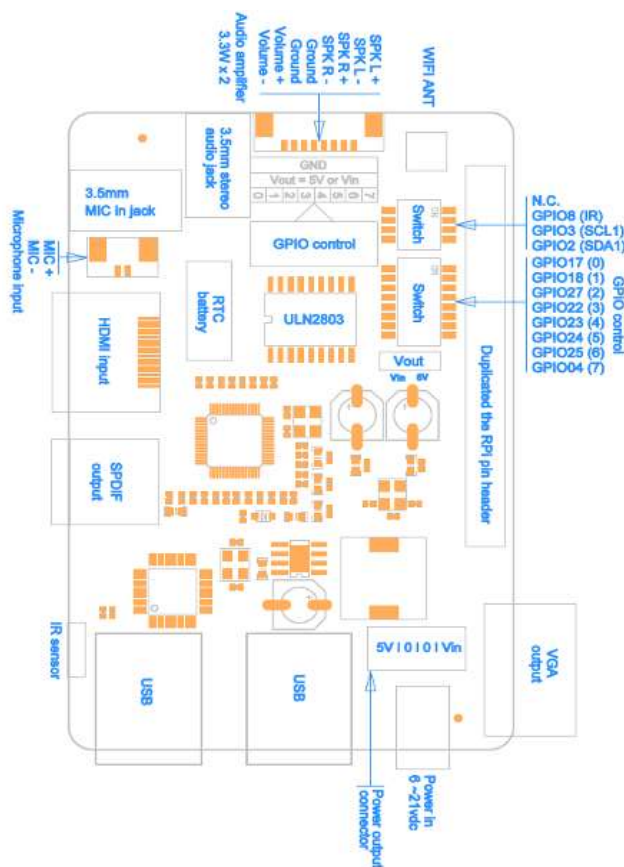 SPK L +
SPK L -
SPK R +
SPK R -
Ground
Ground
Volume +
Volume -
Audio amplifier
3.3W x 2
WIFI ANT
3.5mm stereo
audio jack
GND
Vout = 5V or Vin
0 1 2 3 4 5 6 7
3.5mm
MIC in jack
MIC +
MIC -
Microphone input
GPIO control
Switch
Switch
N.C.
GPIO8 (IR)
GPIO3 (SCL1)
GPIO2 (SDA1)
GPIO17 (0)
GPIO18 (1)
GPIO27 (2)
GPIO22 (3)
GPIO23 (4)
GPIO24 (5)
GPIO25 (6)
GPIO04 (7)
GPIO control
HDMI input
RTC
battery
ULN2803
Vout
Vin 5V
Duplicated the RPi pin header
SPDIF
output
IR sensor
USB
USB
5V | 0 | 0 | Vin
VGA
output
Power in
6 ~21vdc
Power output
connector